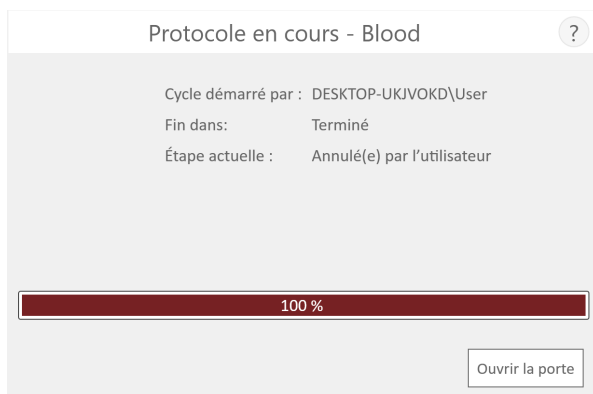 Protocole en cours - Blood
?
Cycle démarré par : DESKTOP-UKJVOKD\User
Fin dans: Terminé
Étape actuelle : Annulé(e) par l'utilisateur
100 %
Ouvrir la porte